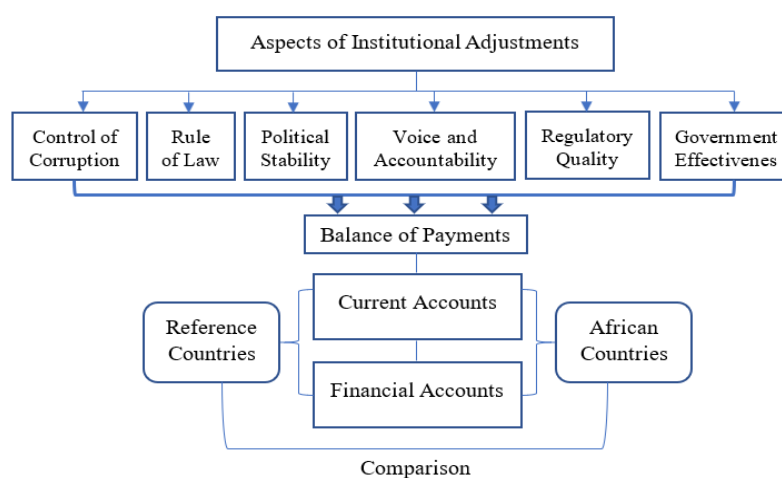 Aspects of Institutional Adjustments
Control of
Corruption
Rule
of Law
Political
Stability
Voice and
Accountability
Regulatory
Quality
Government
Effectivenes
Balance of Payments
Current Accounts
Reference
Countries
African
Countries
Financial Accounts
Comparison